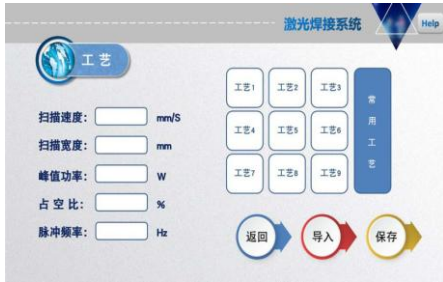 激光焊接系统
Help
工艺
扫描速度: mm/S
扫描宽度: mm
峰值功率: W
占空比: %
脉冲频率: Hz
工艺1 工艺2 工艺3
工艺4 工艺5 工艺6
工艺7 工艺8 工艺9
常用工艺
返回 导入 保存